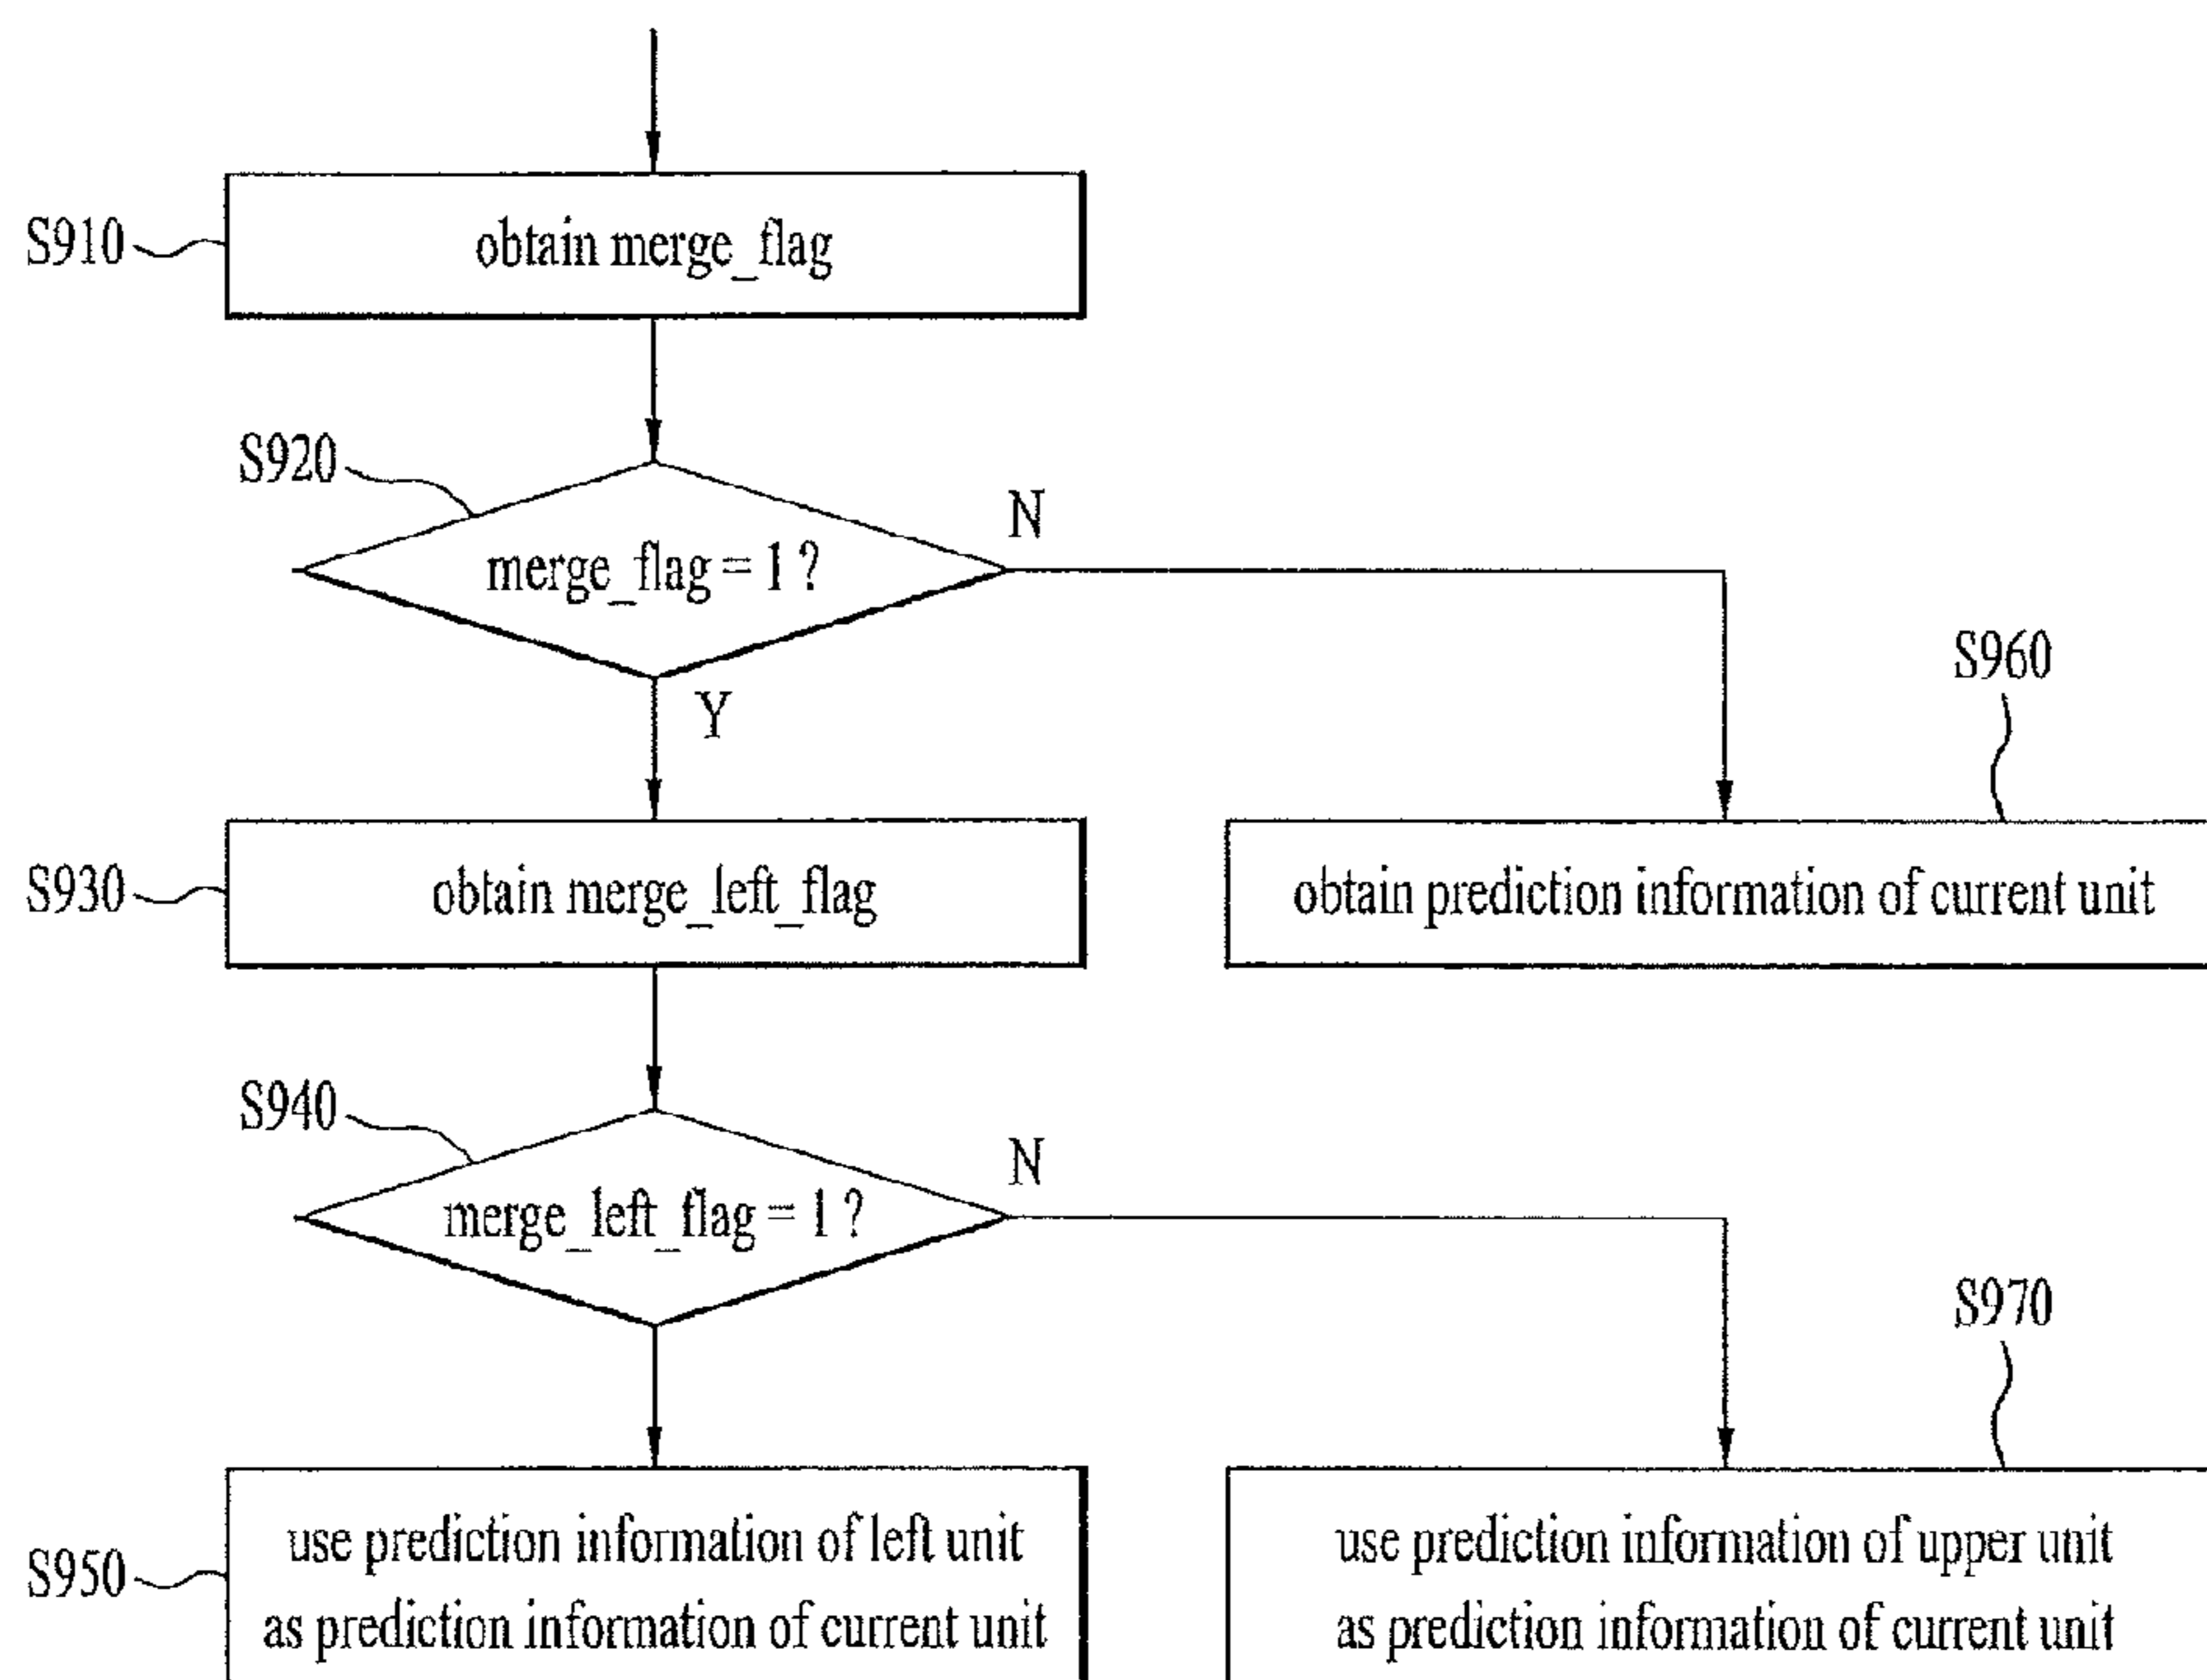 S910
obtain merge_flag
S920
merge_flag = 1 ?
N
Y
S960
S930
obtain merge_left_flag
obtain prediction information of current unit
S940
merge_left_flag = 1 ?
N
S970
S950
use prediction information of left unit
as prediction information of current unit
use prediction information of upper unit
as prediction information of current unit